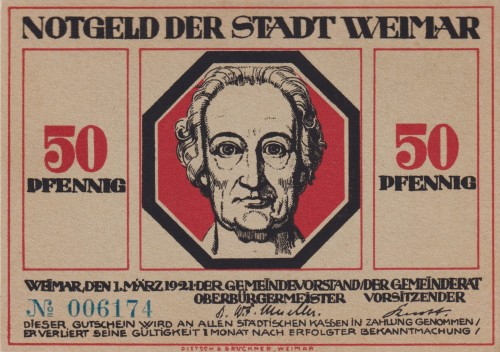 NOTGELD DER STADT WEIMAR
50
PFENNIG
50
PFENNIG
WEIMAR, DEN 1. MÄRZ 1921·DER GEMEINDEVORSTAND/DER GEMEINDERAT
OBERBÜRGERMEISTER VORSITZENDER
№ 006174
DIESER GUTSCHEIN WIRD AN ALLEN STÄDTISCHEN KASSEN IN ZAHLUNG GENOMMEN/
ER VERLIERT SEINE GÜLTIGKEIT 1 MONAT NACH ERFOLGTER BEKANNTMACHUNG/
DIETSCH & BRÜCKNER, WEIMAR.